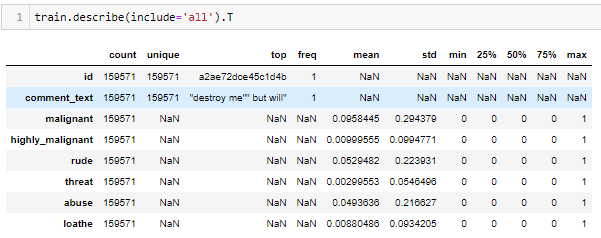 1 train.describe(include='all').T
count unique top freq mean std min 25% 50% 75% max
id 159571 159571 a2ae72dce45c1d4b 1 NaN NaN NaN NaN NaN NaN NaN
comment_text 159571 159571 "destroy me"" but will" 1 NaN NaN NaN NaN NaN NaN NaN
malignant 159571 NaN NaN NaN 0.0958445 0.294379 0 0 0 0 1
highly_malignant 159571 NaN NaN NaN 0.00999555 0.0994771 0 0 0 0 1
rude 159571 NaN NaN NaN 0.0529482 0.223931 0 0 0 0 1
threat 159571 NaN NaN NaN 0.00299553 0.0546496 0 0 0 0 1
abuse 159571 NaN NaN NaN 0.0493636 0.216627 0 0 0 0 1
loathe 159571 NaN NaN NaN 0.00880486 0.0934205 0 0 0 0 1